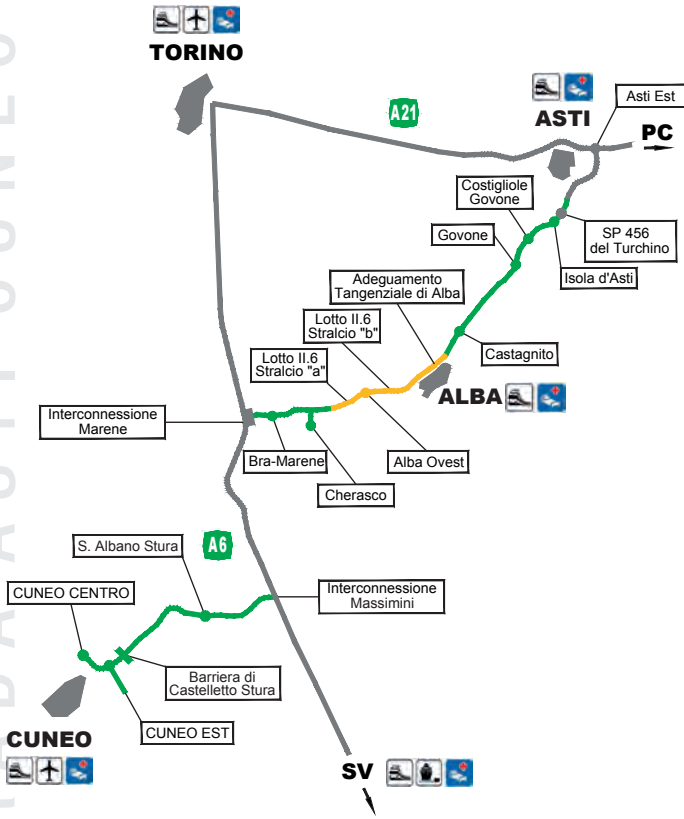 TORINO
A21
ASTI
Asti Est
PC
Costigliole
Govone
Govone
SP 456
del Turchino
Isola d'Asti
Adeguamento
Tangenziale di Alba
Lotto II.6
Stralcio "b"
Lotto II.6
Stralcio "a"
Castagnito
ALBA
Interconnessione
Marene
Bra-Marene
Alba Ovest
Cherasco
A6
S. Albano Stura
CUNEO CENTRO
Interconnessione
Massimini
Barriera di
Castelletto Stura
CUNEO EST
CUNEO
SV